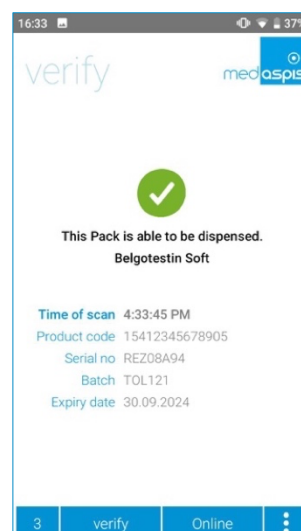 16:33 37%
verify
medaspis
This Pack is able to be dispensed.
Belgotestin Soft
Time of scan 4:33:45 PM
Product code 15412345678905
Serial no REZ08A94
Batch TOL121
Expiry date 30.09.2024
3 verify Online